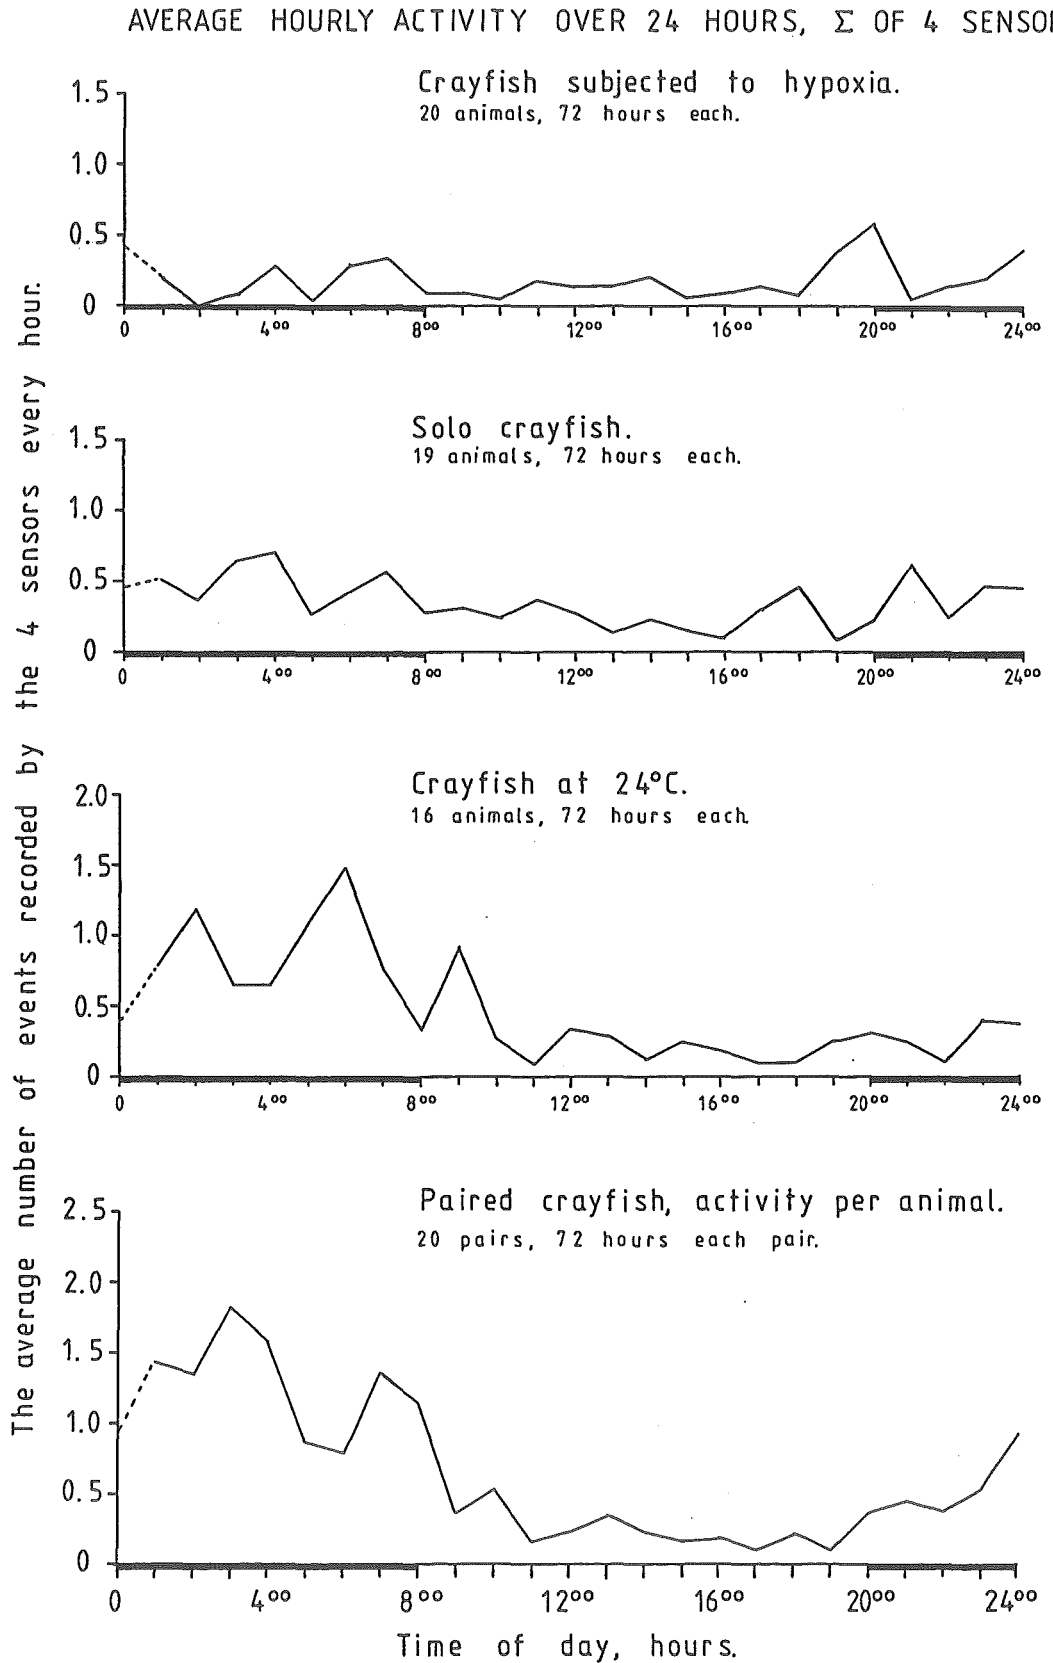 AVERAGE HOURLY ACTIVITY OVER 24 HOURS, Σ OF 4 SENSO
Crayfish subjected to hypoxia.
20 animals, 72 hours each.
1.5
1.0
0.5
0
0 4⁰⁰ 8⁰⁰ 12⁰⁰ 16⁰⁰ 20⁰⁰ 24⁰⁰
Solo crayfish.
19 animals, 72 hours each.
1.5
1.0
0.5
0
0 4⁰⁰ 8⁰⁰ 12⁰⁰ 16⁰⁰ 20⁰⁰ 24⁰⁰
Crayfish at 24°C.
16 animals, 72 hours each.
2.0
1.5
1.0
0.5
0
0 4⁰⁰ 8⁰⁰ 12⁰⁰ 16⁰⁰ 20⁰⁰ 24⁰⁰
Paired crayfish, activity per animal.
20 pairs, 72 hours each pair.
2.5
2.0
1.5
1.0
0.5
0
0 4⁰⁰ 8⁰⁰ 12⁰⁰ 16⁰⁰ 20⁰⁰ 24⁰⁰
Time of day, hours.
The average number of events recorded by the 4 sensors every hour.